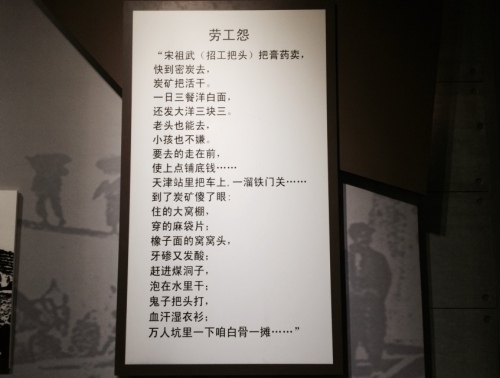 劳工怨
“宋祖武（招工把头）把膏药卖，
快到密炭去，
炭矿把活干。
一日三餐洋白面，
还发大洋三块三。
老头也能去，
小孩也不嫌。
要去的走在前，
使上点铺底钱……
天津站里把车上，一溜铁门关……
到了炭矿傻了眼：
住的大窝棚，
穿的麻袋片；
橡子面的窝窝头，
牙碜又发酸；
赶进煤洞子，
泡在水里干；
鬼子把头打，
血汗湿衣衫；
万人坑里一下咱白骨一摊……”